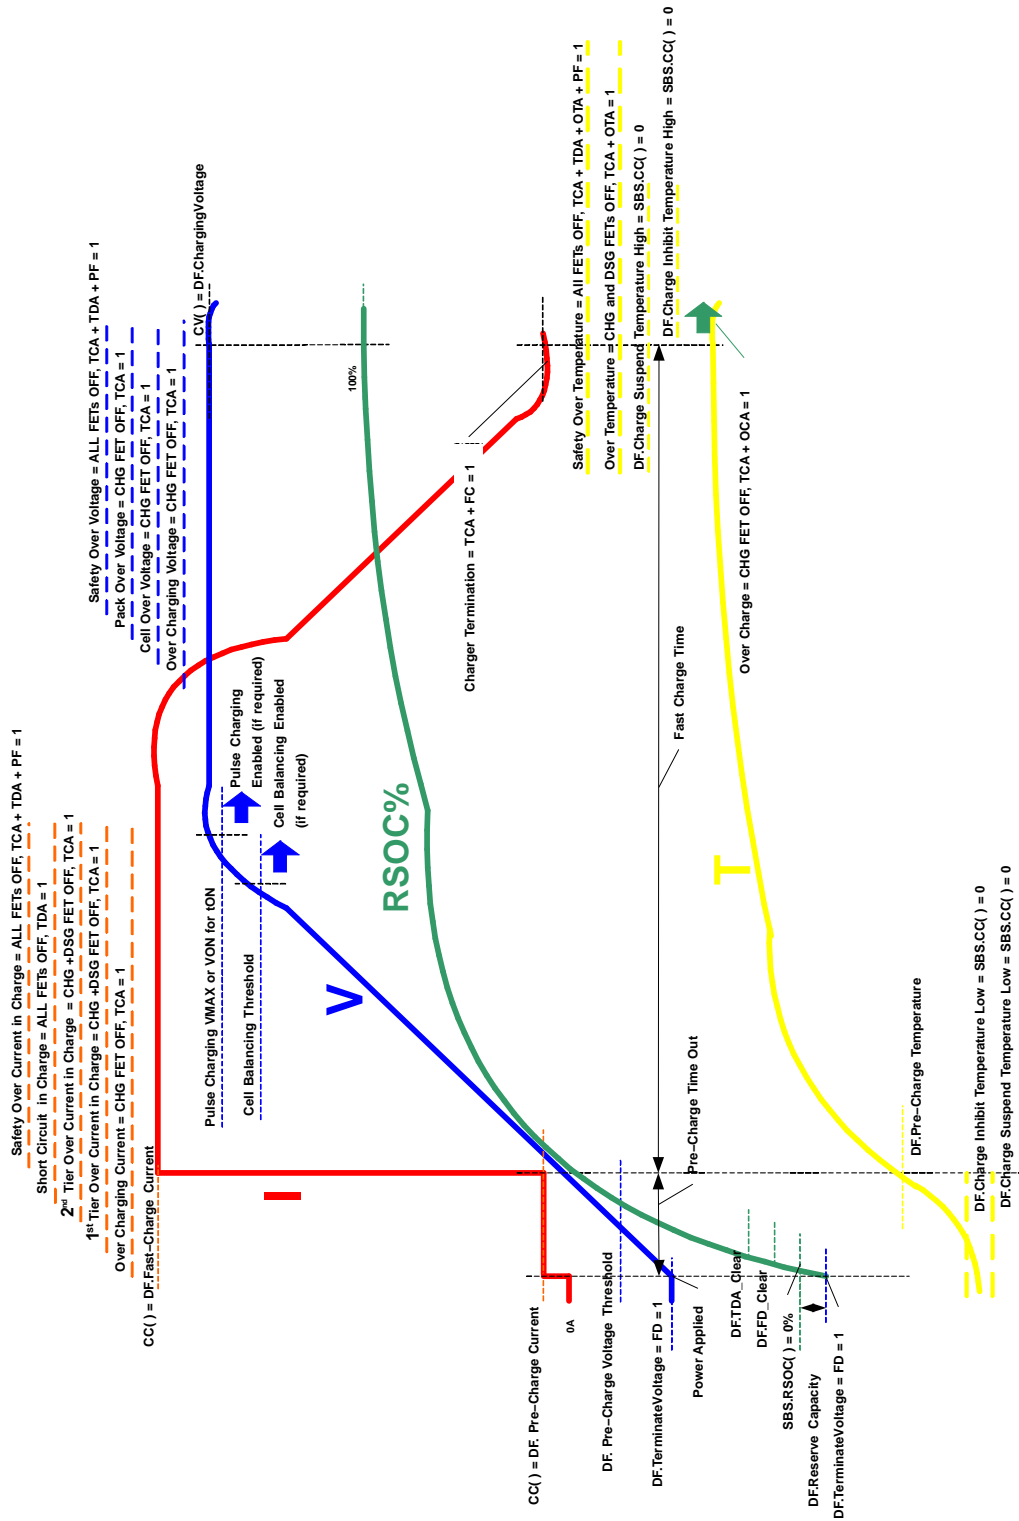 Safety Over Current in Charge = ALL FETs OFF, TCA + TDA + PF = 1
Short Circuit in Charge = ALL FETs OFF, TDA = 1
2nd Tier Over Current in Charge = CHG +DSG FET OFF, TCA = 1
1st Tier Over Current in Charge = CHG +DSG FET OFF, TCA = 1
Over Charging Current = CHG FET OFF, TCA = 1
CC() = DF.Fast−Charge Current
Safety Over Voltage = ALL FETs OFF, TCA + TDA + PF = 1
Pack Over Voltage = CHG FET OFF, TCA = 1
Cell Over Voltage = CHG FET OFF, TCA = 1
Over Charging Voltage = CHG FET OFF, TCA = 1
CV( ) = DF.ChargingVoltage
Pulse Charging VMAX or VON for tON
Pulse Charging
Enabled (if required)
Cell Balancing Threshold
Cell Balancing Enabled
(if required)
I
V
RSOC%
100%
Charger Termination = TCA + FC = 1
CC( ) = DF. Pre−Charge Current
0A
DF. Pre−Charge Voltage Threshold
DF.TerminateVoltage = FD = 1
Power Applied
Pre−Charge Time Out
Fast Charge Time
DF.TDA_Clear
DF.FD_Clear
SBS.RSOC( ) = 0%
DF.Reserve Capacity
DF.TerminateVoltage = FD = 1
Safety Over Temperature = All FETs OFF, TCA + TDA + OTA + PF = 1
Over Temperature = CHG and DSG FETs OFF, TCA + OTA = 1
DF.Charge Suspend Temperature High = SBS.CC( ) = 0
DF.Charge Inhibit Temperature High = SBS.CC( ) = 0
Over Charge = CHG FET OFF, TCA + OCA = 1
T
DF.Pre−Charge Temperature
DF.Charge Inhibit Temperature Low = SBS.CC( ) = 0
DF.Charge Suspend Temperature Low = SBS.CC( ) = 0